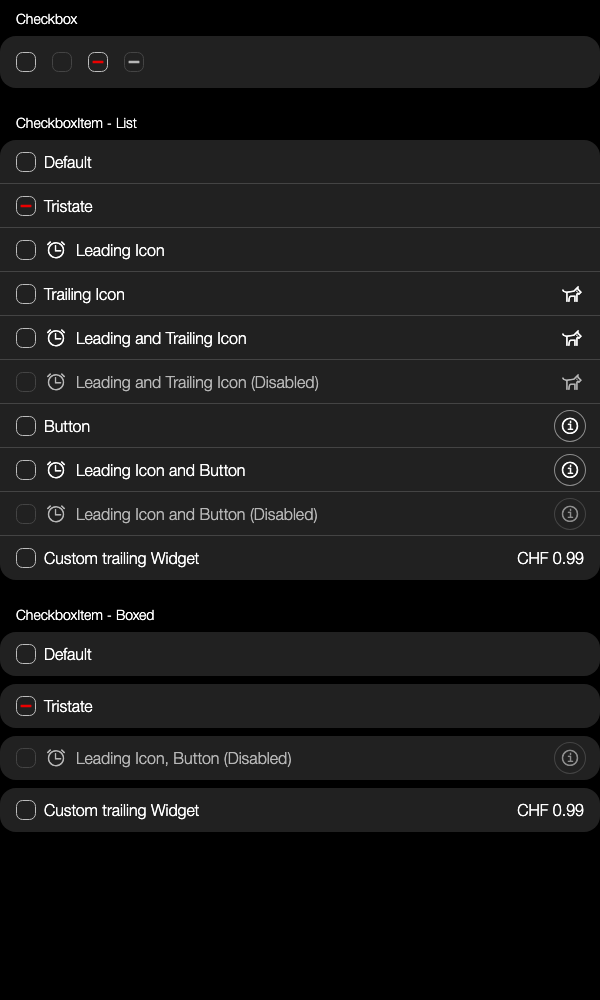 Checkbox
CheckboxItem - List
Default
Tristate
Leading Icon
Trailing Icon
Leading and Trailing Icon
Leading and Trailing Icon (Disabled)
Button
Leading Icon and Button
Leading Icon and Button (Disabled)
Custom trailing Widget CHF 0.99
CheckboxItem - Boxed
Default
Tristate
Leading Icon, Button (Disabled)
Custom trailing Widget CHF 0.99